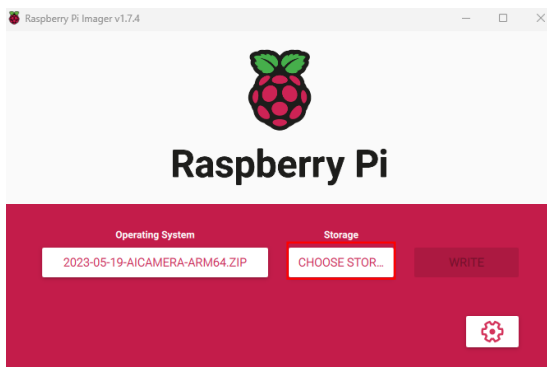 Raspberry Pi Imager v1.7.4
Raspberry Pi
Operating System
Storage
2023-05-19-AICAMERA-ARM64.ZIP
CHOOSE STOR...
WRITE